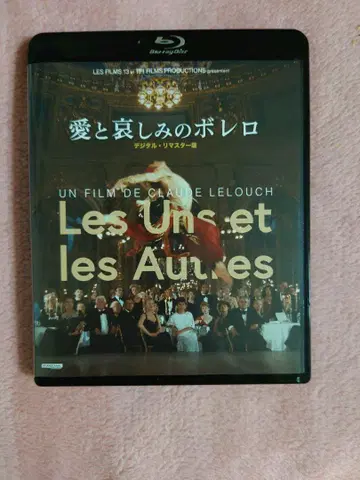 Blu-ray Disc
LES FILMS 13 et TF1 FILMS PRODUCTIONS présentent
愛と哀しみのボレロ
デジタル・リマスター版
UN FILM DE CLAUDE LELOUCH
Les Uns et
les Autres